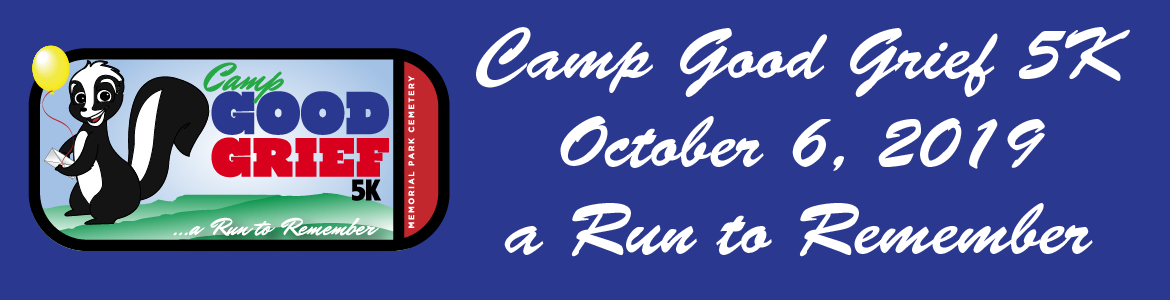 Camp
GOOD
GRIEF
5K
...a Run to Remember
MEMORIAL PARK CEMETERY
Camp Good Grief 5K
October 6, 2019
a Run to Remember